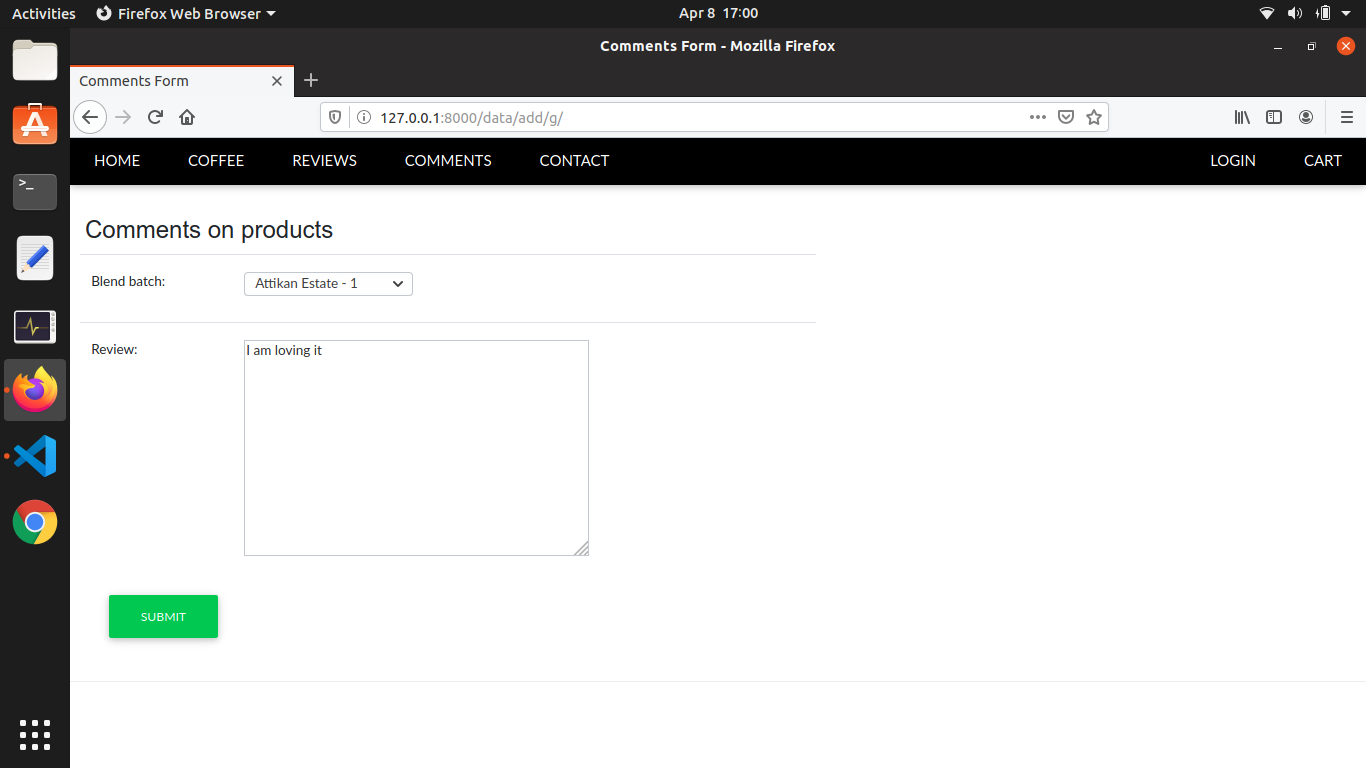 Activities Firefox Web Browser Apr 8 17:00
Comments Form - Mozilla Firefox
Comments Form
127.0.0.1:8000/data/add/g/
HOME COFFEE REVIEWS COMMENTS CONTACT LOGIN CART
Comments on products
Blend batch: Attikan Estate - 1
Review: I am loving it
SUBMIT